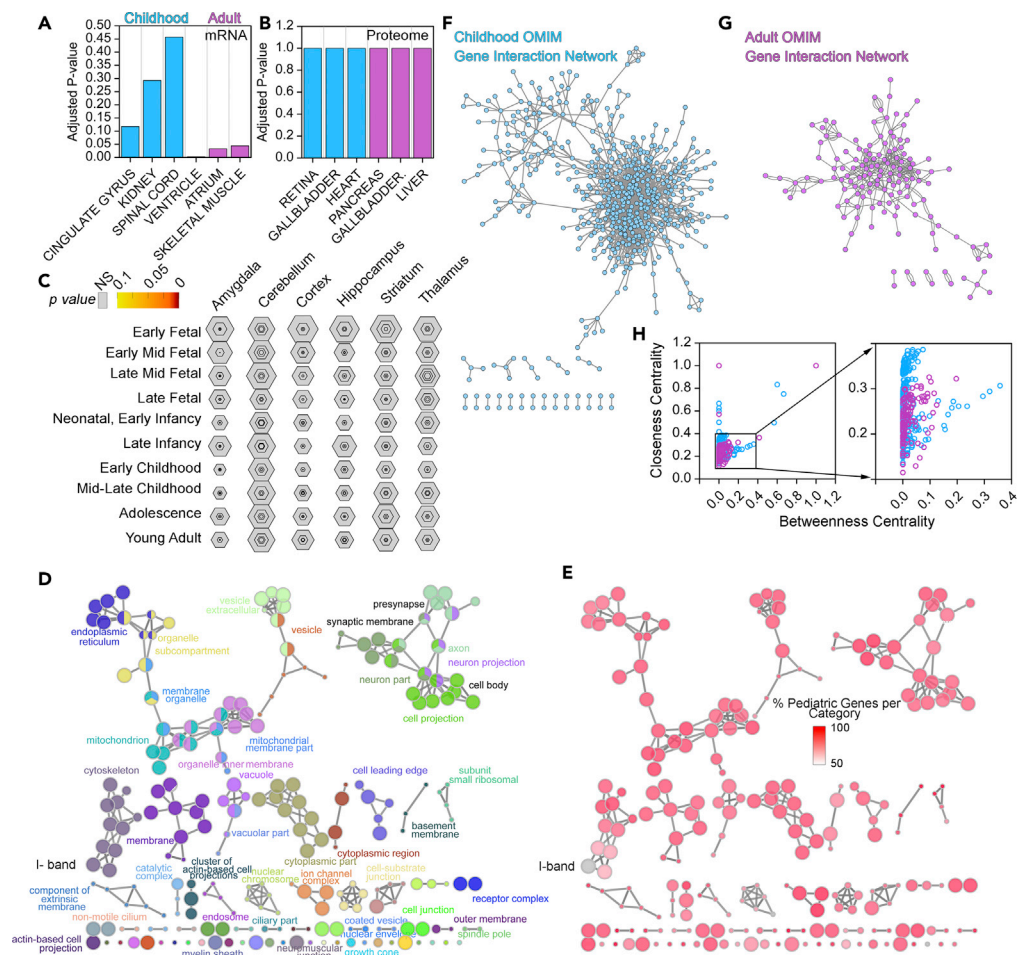 A
Childhood
Adult
mRNA
Adjusted P-value
0.50
0.45
0.40
0.35
0.30
0.25
0.20
0.15
0.10
0.05
0.00
CINGULATE GYRUS
KIDNEY
SPINAL CORD
VENTRICLE
ATRIUM
SKELETAL MUSCLE
B
Proteome
Adjusted P-value
1.2
1.0
0.8
0.6
0.4
0.2
0.0
RETINA
GALLBLADDER
HEART
PANCREAS
GALLBLADDER.
LIVER
F
Childhood OMIM
Gene Interaction Network
G
Adult OMIM
Gene Interaction Network
C
p value
NS
0.1
0.05
0
Amygdala
Cerebellum
Cortex
Hippocampus
Striatum
Thalamus
Early Fetal
Early Mid Fetal
Late Mid Fetal
Late Fetal
Neonatal, Early Infancy
Late Infancy
Early Childhood
Mid-Late Childhood
Adolescence
Young Adult
H
Closeness Centrality
1.2
1.0
0.8
0.6
0.4
0.2
0.0
0.0
0.2
0.4
0.6
0.8
1.0
1.2
0.3
0.2
0.0
0.1
0.2
0.3
0.4
Betweenness Centrality
D
endoplasmic
reticulum
organelle
subcompartment
vesicle
extracellular
vesicle
presynapse
synaptic membrane
axon
neuron projection
neuron part
cell body
cell projection
membrane
organelle
mitochondrion
mitochondrial
membrane part
organelle inner membrane
vacuole
cytoskeleton
cell leading edge
subunit
small ribosomal
basement
membrane
membrane
vacuolar part
cytoplasmic region
cytoplasmic part
I- band
catalytic
complex
cluster of
actin-based cell
projections
nuclear
chromosome
ion channel
complex
cell-substrate
junction
component of
extrinsic
membrane
receptor complex
cell junction
non-motile cilium
endosome
ciliary part
coated vesicle
nuclear envelope
outer membrane
spindle pole
actin-based cell
projection
myelin sheath
neuromuscular
junction
growth cone
E
% Pediatric Genes per
Category
100
50
I-band